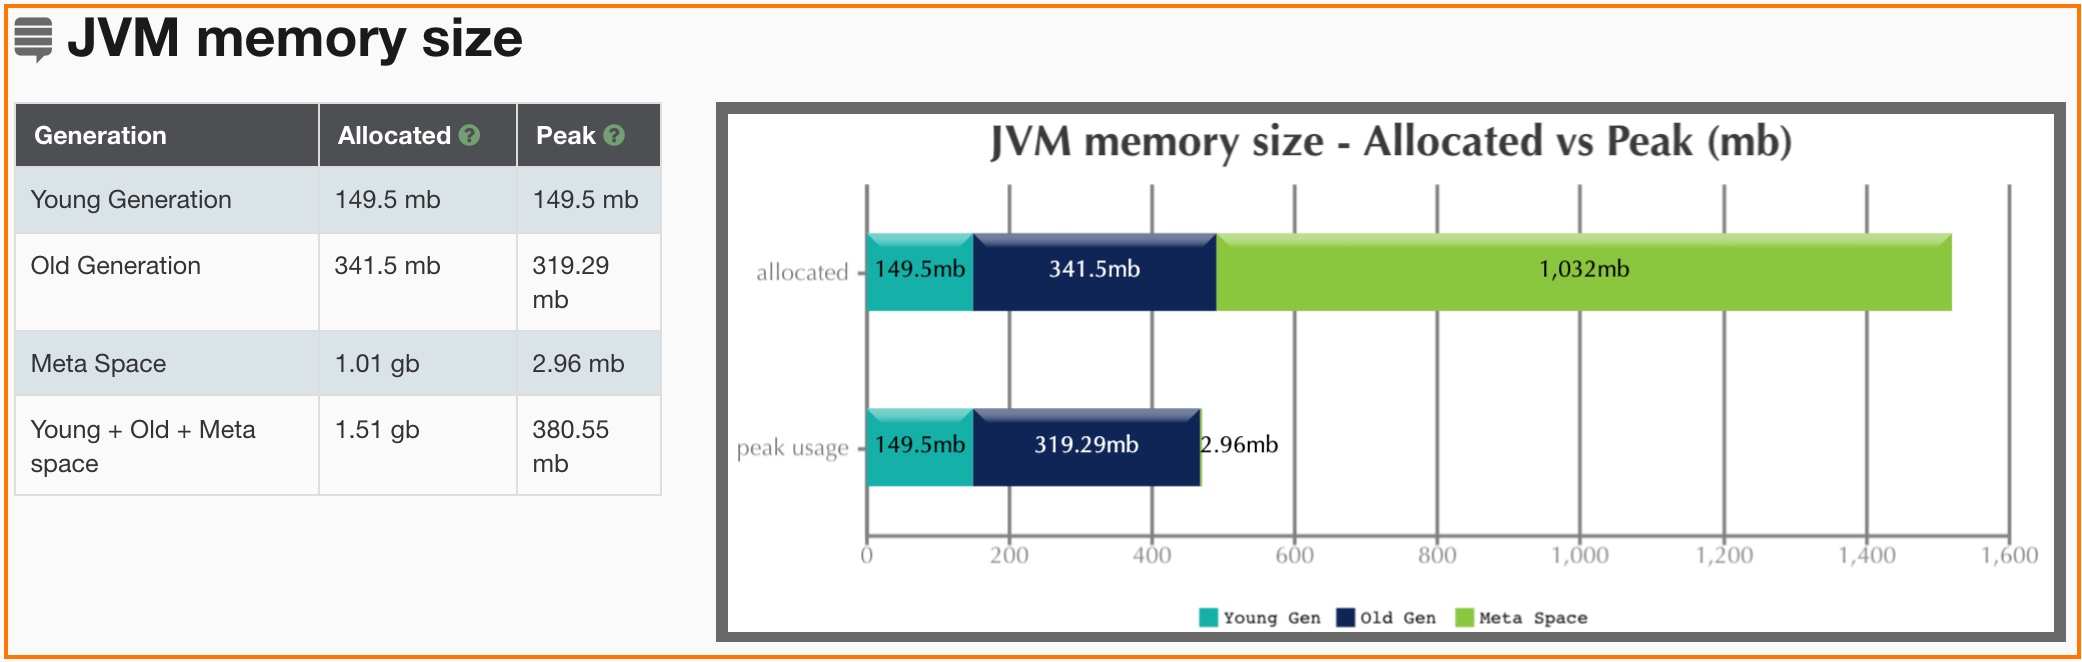 JVM memory size
Generation Allocated ? Peak ?
Young Generation 149.5 mb 149.5 mb
Old Generation 341.5 mb 319.29
mb
Meta Space 1.01 gb 2.96 mb
Young + Old + Meta 1.51 gb 380.55
space mb
JVM memory size - Allocated vs Peak (mb)
allocated 149.5mb 341.5mb 1,032mb
peak usage 149.5mb 319.29mb 2.96mb
0 200 400 600 800 1,000 1,200 1,400 1,600
Young Gen Old Gen Meta Space